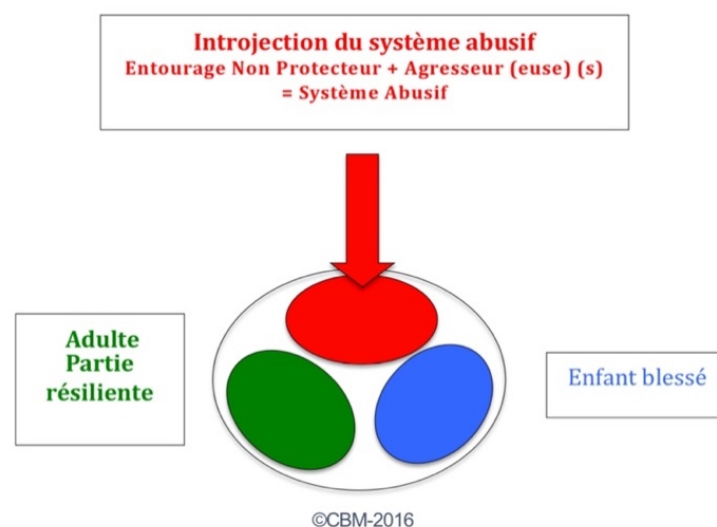 Introjection du système abusif
Entourage Non Protecteur + Agresseur (euse) (s)
= Système Abusif
Adulte
Partie
résiliente
Enfant blessé
©CBM-2016